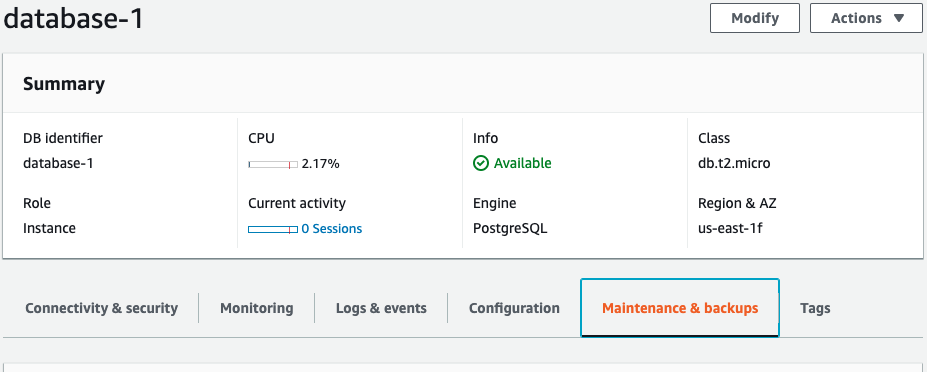 database-1
Modify
Actions
Summary
DB identifier
database-1
CPU
2.17%
Info
Available
Class
db.t2.micro
Role
Instance
Current activity
0 Sessions
Engine
PostgreSQL
Region & AZ
us-east-1f
Connectivity & security
Monitoring
Logs & events
Configuration
Maintenance & backups
Tags